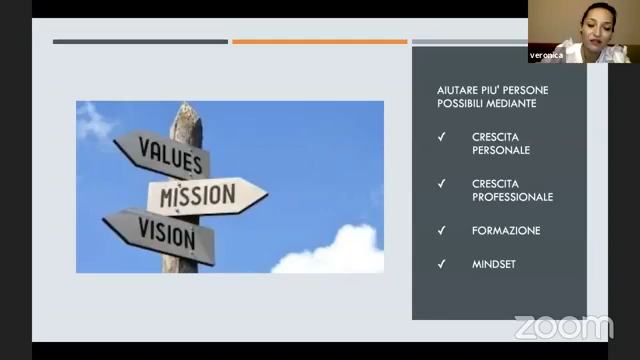 veronica
AIUTARE PIU' PERSONE
POSSIBILI MEDIANTE
✓ CRESCITA
PERSONALE
✓ CRESCITA
PROFESSIONALE
✓ FORMAZIONE
✓ MINDSET
VALUES
MISSION
VISION
zoom